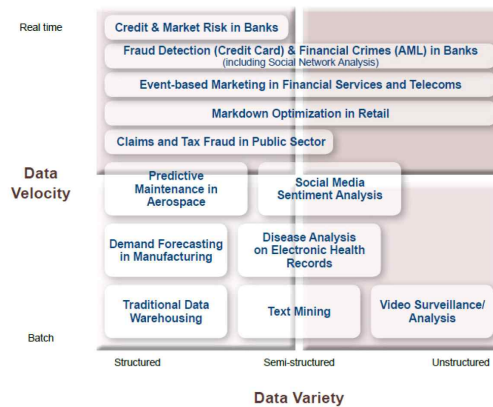 Real time
Credit & Market Risk in Banks
Fraud Detection (Credit Card) & Financial Crimes (AML) in Banks
(including Social Network Analysis)
Event-based Marketing in Financial Services and Telecoms
Markdown Optimization in Retail
Claims and Tax Fraud in Public Sector
Data
Velocity
Predictive
Maintenance in
Aerospace
Social Media
Sentiment Analysis
Demand Forecasting
in Manufacturing
Disease Analysis
on Electronic Health
Records
Traditional Data
Warehousing
Text Mining
Video Surveillance/
Analysis
Batch
Structured
Semi-structured
Unstructured
Data Variety